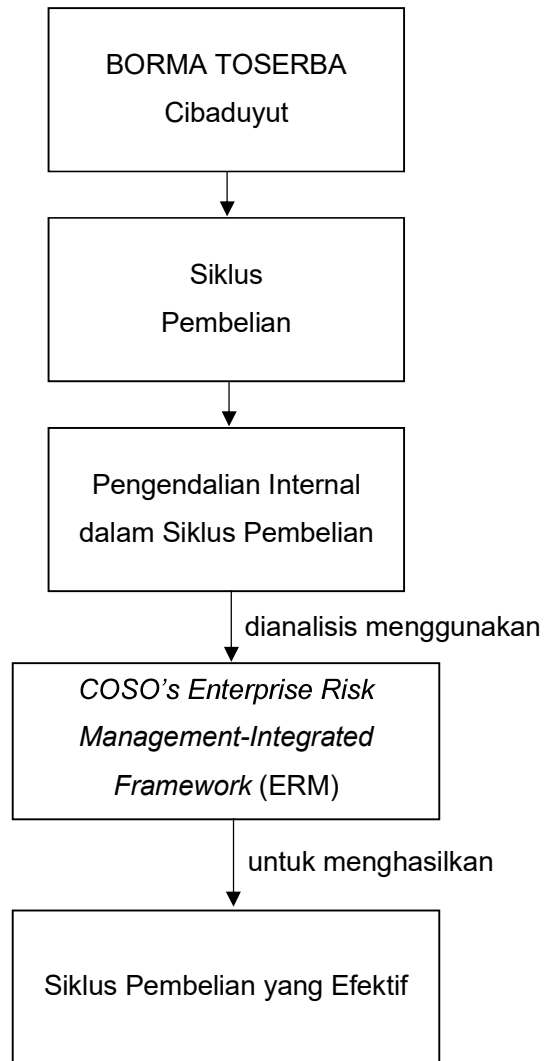 BORMA TOSERBA
Cibaduyut
Siklus
Pembelian
Pengendalian Internal
dalam Siklus Pembelian
dianalisis menggunakan
COSO’s Enterprise Risk
Management-Integrated
Framework (ERM)
untuk menghasilkan
Siklus Pembelian yang Efektif